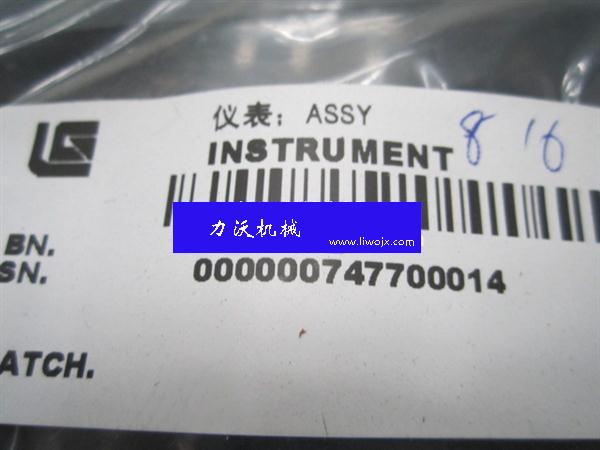 仪表: ASSY
INSTRUMENT
8 16
力沃机械
www.liwojx.com
BN.
000000747700014
SN.
ATCH.